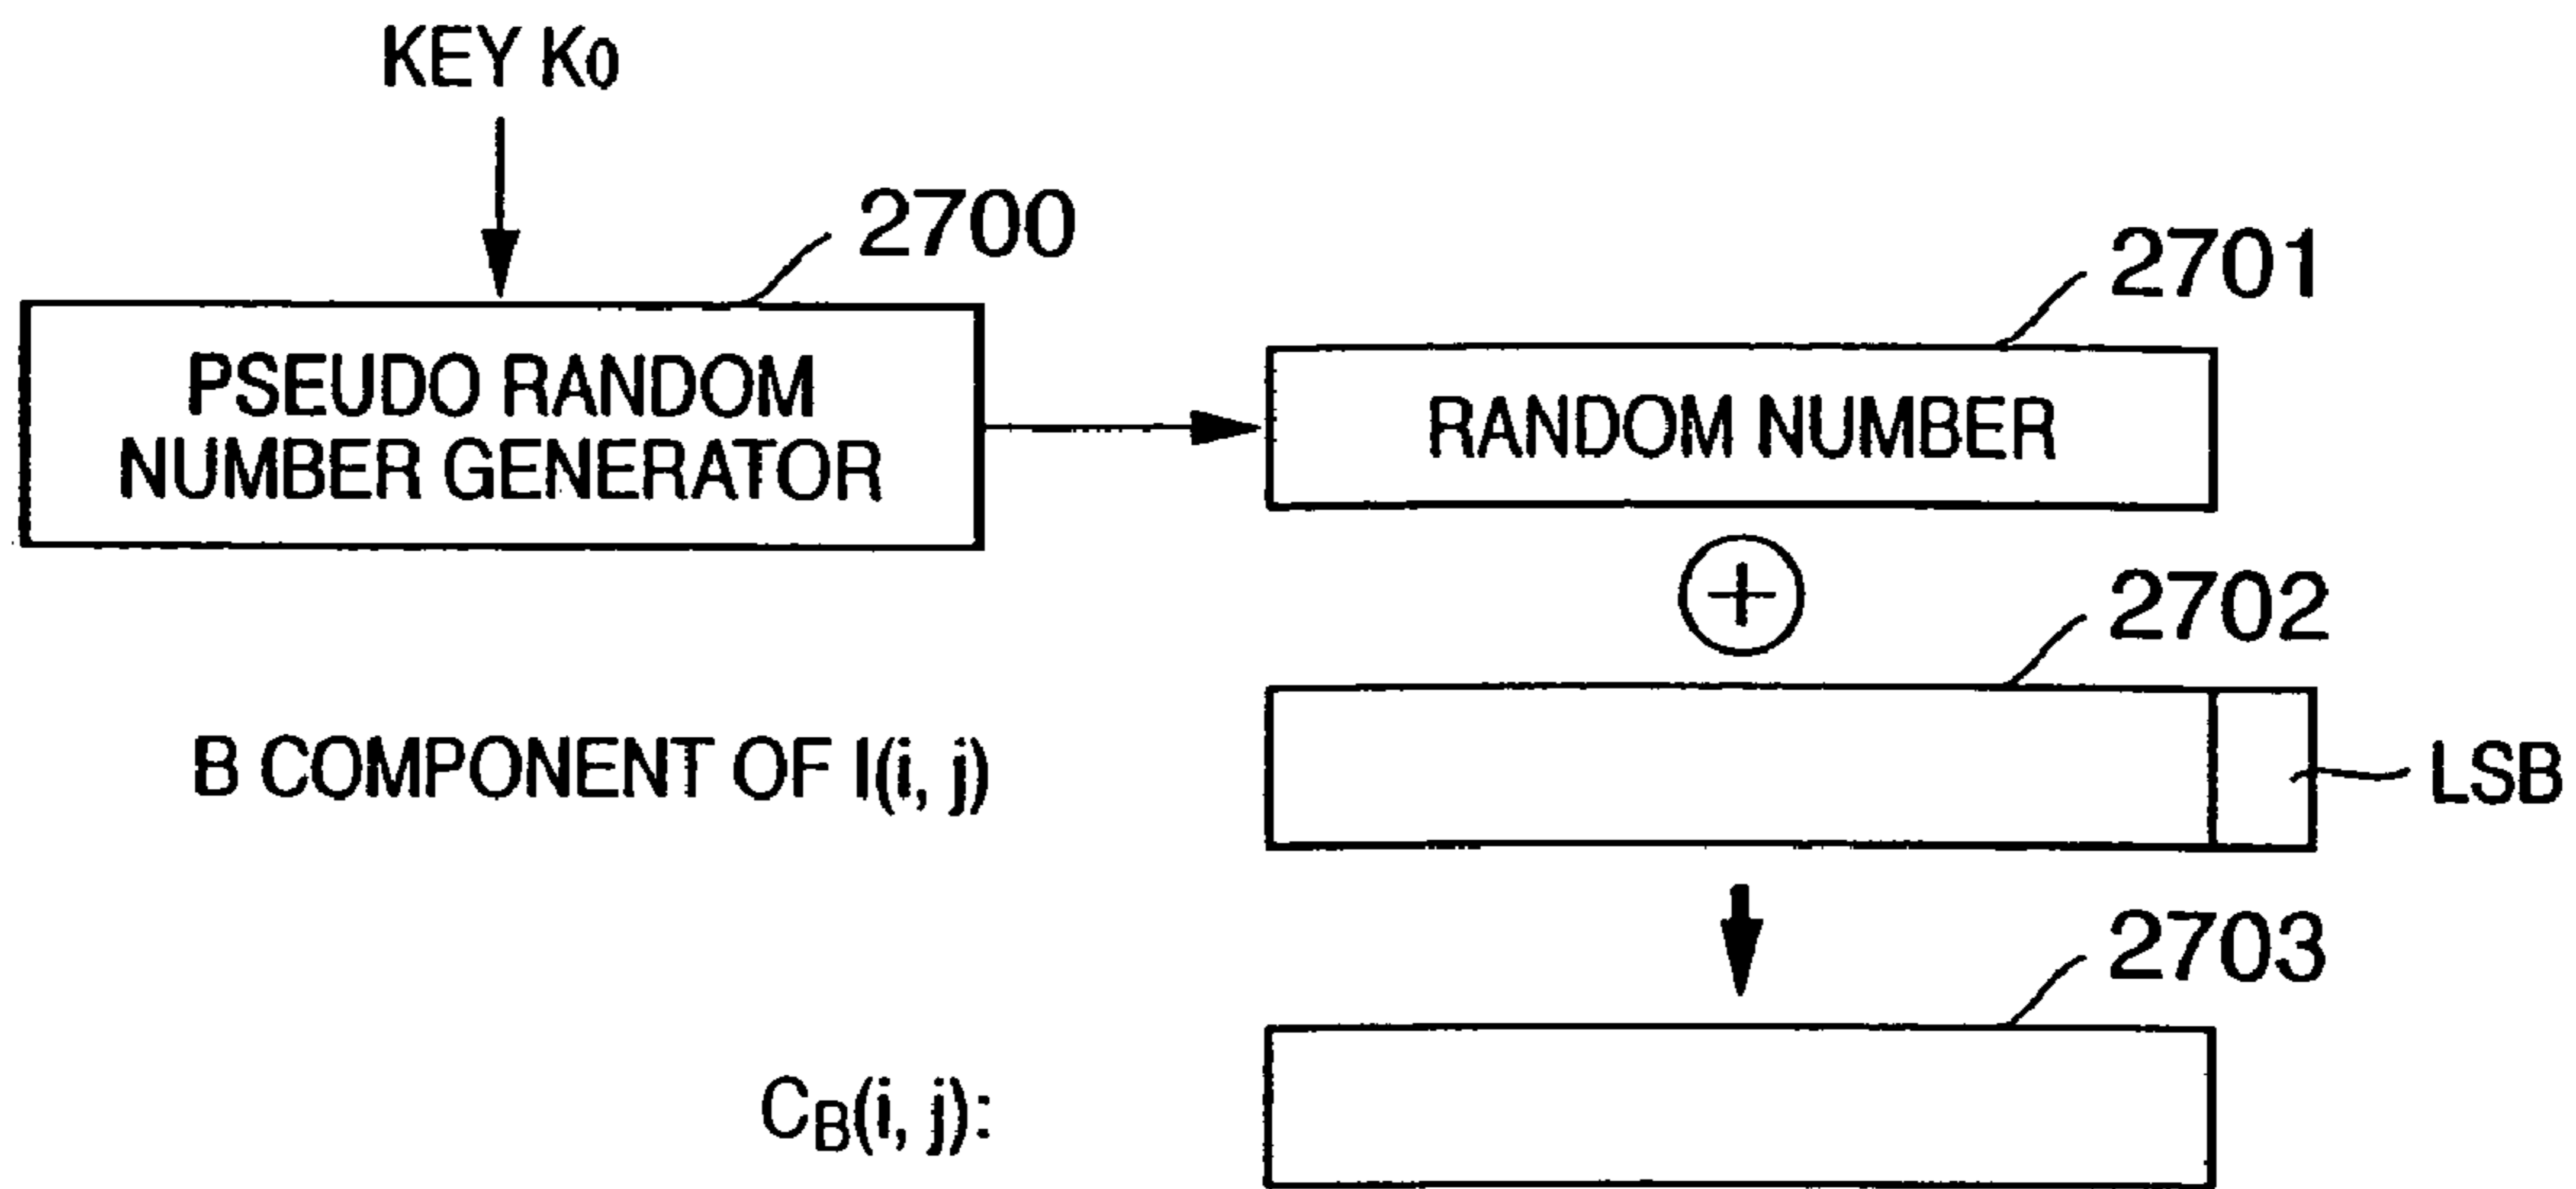 KEY K0
2700
2701
PSEUDO RANDOM
NUMBER GENERATOR
RANDOM NUMBER
2702
B COMPONENT OF I(i, j)
LSB
2703
CB(i, j):